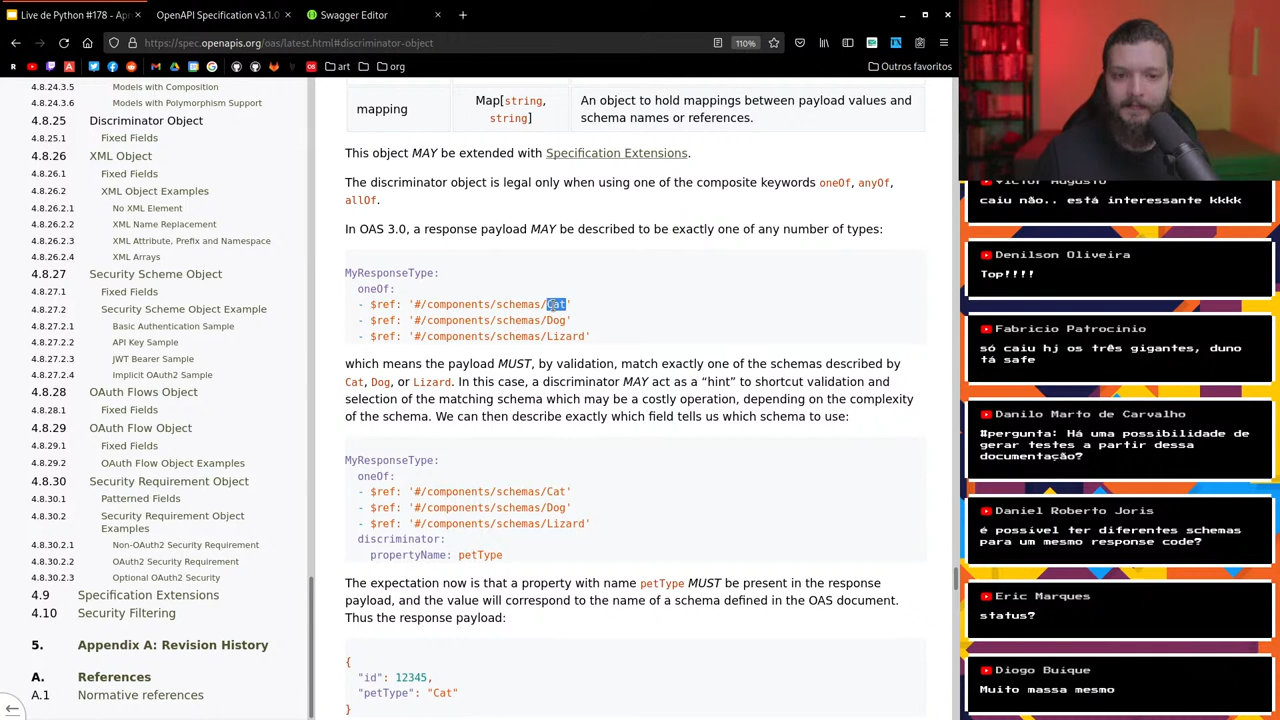 Live de Python #178 - Ap
OpenAPI Specification v3.1.0
Swagger Editor
https://spec.openapis.org/oas/latest.html#discriminator-object
110%
art
org
Outros favoritos
4.8.24.3.5 Models with Composition
4.8.24.3.6 Models with Polymorphism Support
4.8.25 Discriminator Object
4.8.25.1 Fixed Fields
4.8.26 XML Object
4.8.26.1 Fixed Fields
4.8.26.2 XML Object Examples
4.8.26.2.1 No XML Element
4.8.26.2.2 XML Name Replacement
4.8.26.2.3 XML Attribute, Prefix and Namespace
4.8.26.2.4 XML Arrays
4.8.27 Security Scheme Object
4.8.27.1 Fixed Fields
4.8.27.2 Security Scheme Object Example
4.8.27.2.1 Basic Authentication Sample
4.8.27.2.2 API Key Sample
4.8.27.2.3 JWT Bearer Sample
4.8.27.2.4 Implicit OAuth2 Sample
4.8.28 OAuth Flows Object
4.8.28.1 Fixed Fields
4.8.29 OAuth Flow Object
4.8.29.1 Fixed Fields
4.8.29.2 OAuth Flow Object Examples
4.8.30 Security Requirement Object
4.8.30.1 Patterned Fields
4.8.30.2 Security Requirement Object
Examples
4.8.30.2.1 Non-OAuth2 Security Requirement
4.8.30.2.2 OAuth2 Security Requirement
4.8.30.2.3 Optional OAuth2 Security
4.9 Specification Extensions
4.10 Security Filtering
5. Appendix A: Revision History
A. References
A.1 Normative references
mapping
Map[string,
string]
An object to hold mappings between payload values and
schema names or references.
This object MAY be extended with Specification Extensions.
The discriminator object is legal only when using one of the composite keywords oneOf, anyOf,
allOf.
In OAS 3.0, a response payload MAY be described to be exactly one of any number of types:
MyResponseType:
oneOf:
- $ref: '#/components/schemas/Cat'
- $ref: '#/components/schemas/Dog'
- $ref: '#/components/schemas/Lizard'
which means the payload MUST, by validation, match exactly one of the schemas described by
Cat, Dog, or Lizard. In this case, a discriminator MAY act as a “hint” to shortcut validation and
selection of the matching schema which may be a costly operation, depending on the complexity
of the schema. We can then describe exactly which field tells us which schema to use:
MyResponseType:
oneOf:
- $ref: '#/components/schemas/Cat'
- $ref: '#/components/schemas/Dog'
- $ref: '#/components/schemas/Lizard'
discriminator:
propertyName: petType
The expectation now is that a property with name petType MUST be present in the response
payload, and the value will correspond to the name of a schema defined in the OAS document.
Thus the response payload:
{
"id": 12345,
"petType": "Cat"
}
Victor Augusto
caiu não.. está interessante kkkk
Denilson Oliveira
Top!!!!
Fabricio Patrocinio
só caiu hj os três gigantes, duno
tá safe
Danilo Marto de Carvalho
#pergunta: Há uma possibilidade de
gerar testes a partir dessa
documentação?
Daniel Roberto Joris
é possível ter diferentes schemas
para um mesmo response code?
Eric Marques
status?
Diogo Buique
Muito massa mesmo